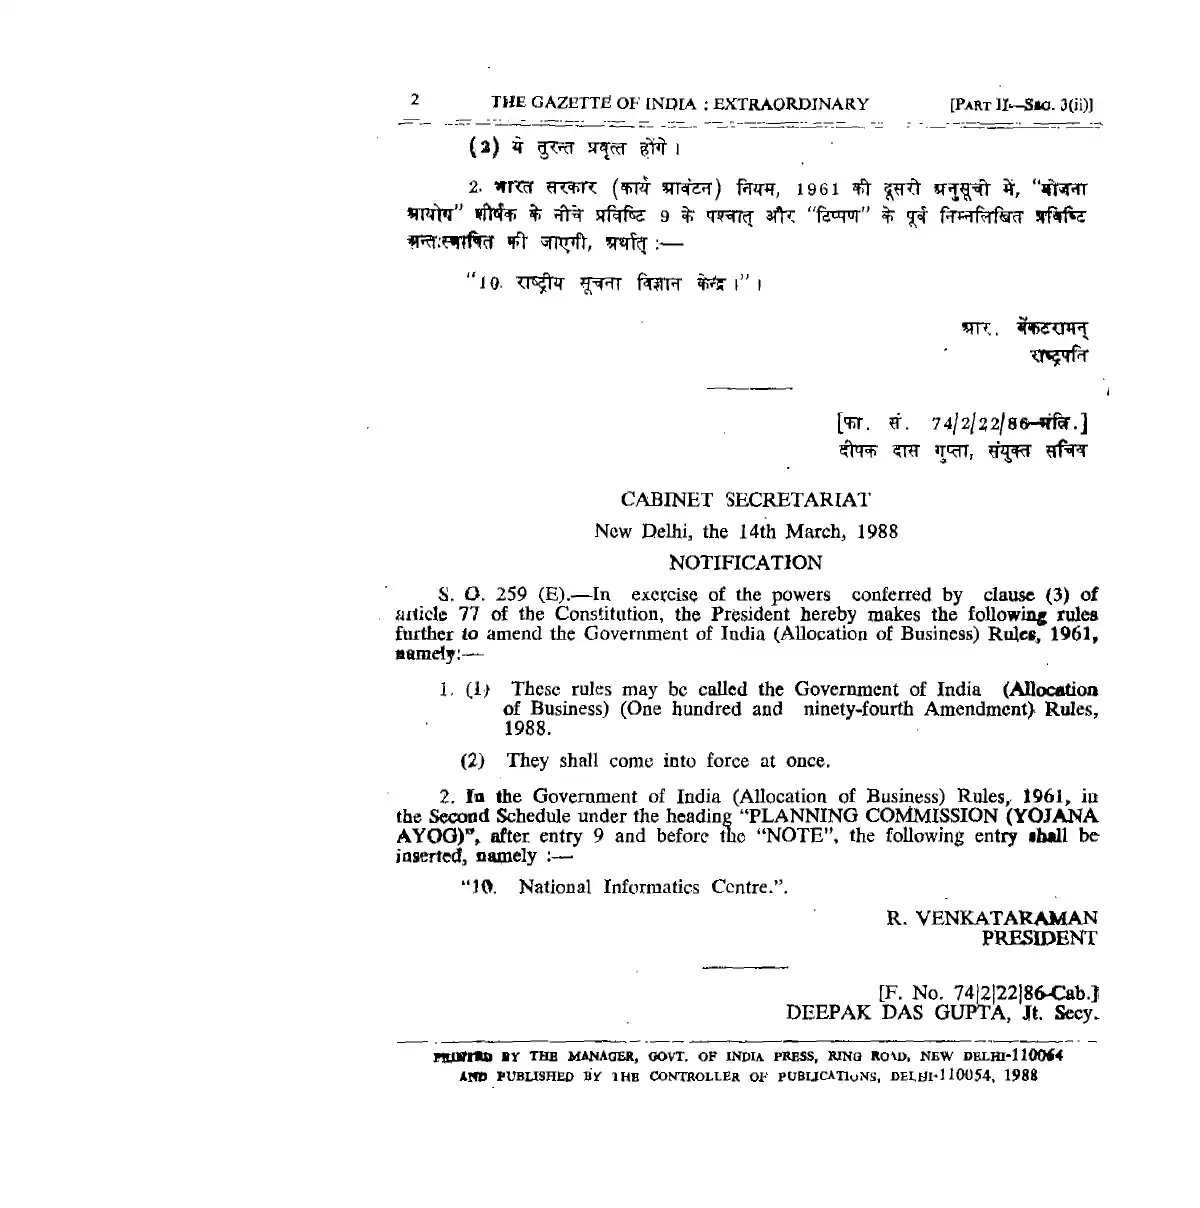 2 THE GAZETTE OF INDIA : EXTRAORDINARY [PART II—SEC. 3(ii)]
(2) ये तुरन्त प्रवृत्त होंगे ।
2. भारत सरकार (कार्य आवंटन) नियम, 1961 की दूसरी अनुसूची में, "योजना
आयोग" शीर्षक के नीचे प्रविष्टि 9 के पश्चात् और "टिप्पण" के पूर्व निम्नलिखित प्रविष्टि
अन्तःस्थापित की जाएगी, अर्थात् :—
"10. राष्ट्रीय सूचना विज्ञान केन्द्र ।" ।
आर. वेंकटरामन्
राष्ट्रपति
[फा. सं. 74/2/22/86-मंत्रि.]
दीपक दास गुप्ता, संयुक्त सचिव
CABINET SECRETARIAT
New Delhi, the 14th March, 1988
NOTIFICATION
S. O. 259 (E).—In exercise of the powers conferred by clause (3) of
article 77 of the Constitution, the President hereby makes the following rules
further to amend the Government of India (Allocation of Business) Rules, 1961,
namely:—
1. (1) These rules may be called the Government of India (Allocation
of Business) (One hundred and ninety-fourth Amendment) Rules,
1988.
(2) They shall come into force at once.
2. In the Government of India (Allocation of Business) Rules, 1961, in
the Second Schedule under the heading "PLANNING COMMISSION (YOJANA
AYOG)", after entry 9 and before the "NOTE", the following entry shall be
inserted, namely :—
"10. National Informatics Centre.".
R. VENKATARAMAN
PRESIDENT
[F. No. 74|2|22|86-Cab.]
DEEPAK DAS GUPTA, Jt. Secy.
PRINTED BY THE MANAGER, GOVT. OF INDIA PRESS, RING ROAD, NEW DELHI-110064
AND PUBLISHED BY THE CONTROLLER OF PUBLICATIONS, DELHI-110054, 1988